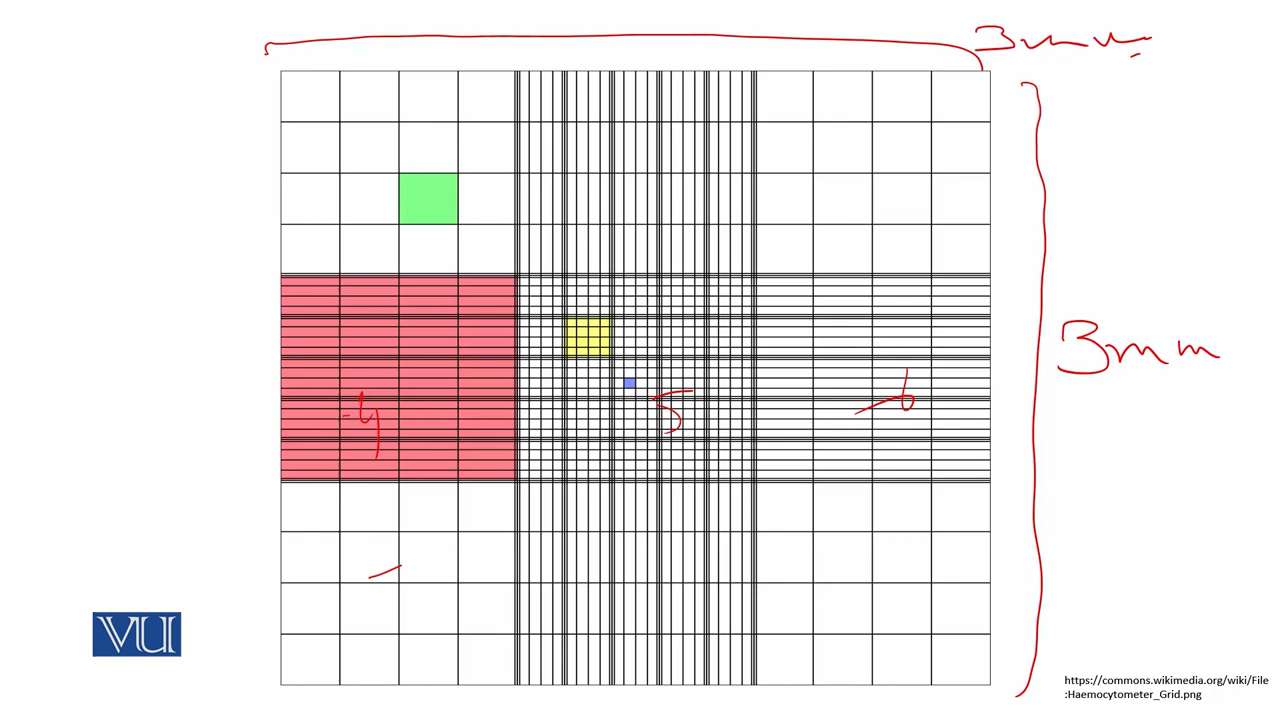 3mm
3mm
4
5
6
VU
https://commons.wikimedia.org/wiki/File
:Haemocytometer_Grid.png